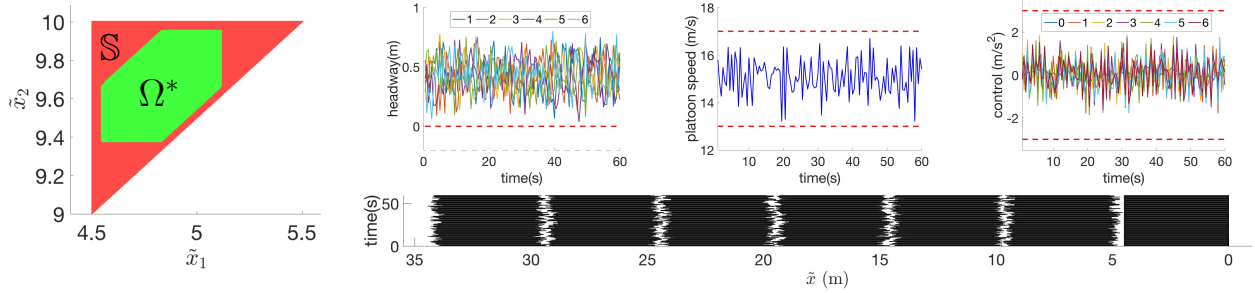 10
9.8
9.6
9.4
9.2
9
x̃₂
𝕊
Ω*
4.5 5 5.5
x̃₁
1
0.5
0
headway(m)
1 2 3 4 5 6
0 20 40 60
time(s)
18
16
14
12
platoon speed (m/s)
10 20 30 40 50 60
time(s)
2
0
-2
control (m/s²)
0 1 2 3 4 5 6
10 20 30 40 50 60
time(s)
50
0
time(s)
35 30 25 20 15 10 5 0
x̃ (m)